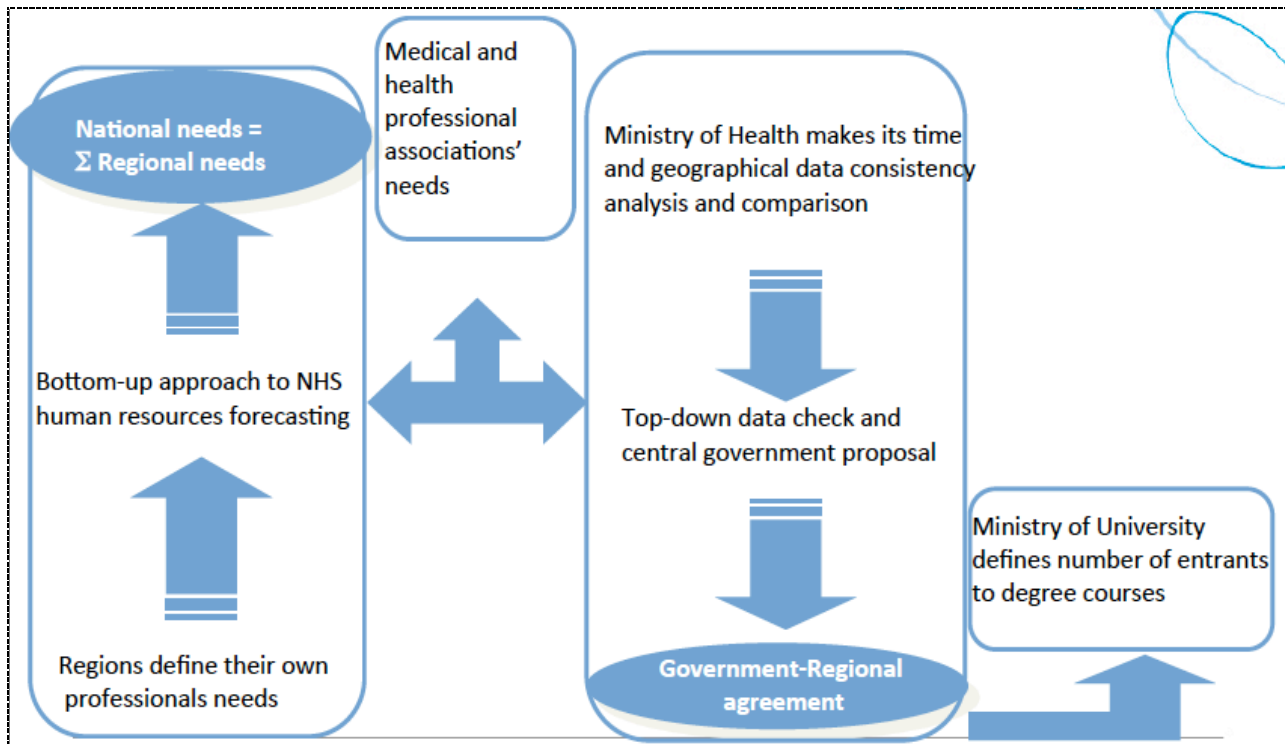 National needs =
Σ Regional needs
Bottom-up approach to NHS
human resources forecasting
Regions define their own
professionals needs
Medical and
health
professional
associations’
needs
Ministry of Health makes its time
and geographical data consistency
analysis and comparison
Top-down data check and
central government proposal
Government-Regional
agreement
Ministry of University
defines number of entrants
to degree courses